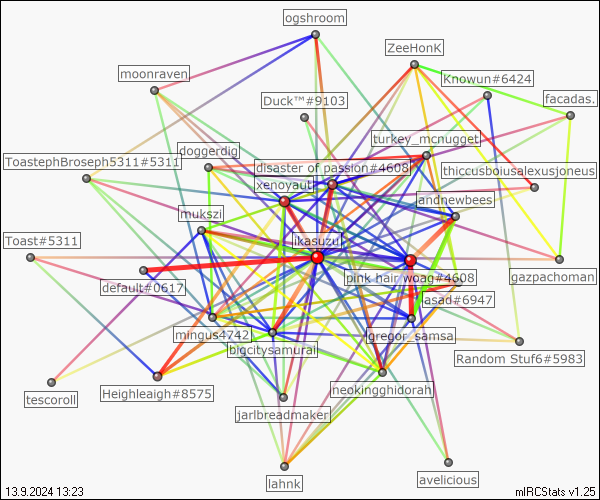 ogshroom
ZeeHonK
moonraven
Knowun#6424
Duck™#9103
facadas.
turkey_mcnugget
doggerdig
ToastephBroseph5311#5311
disaster of passion#4608
thiccusboiusalexusjoneus
xenoyaut
andnewbees
mukszi
Toast#5311
ikasuzu
pink hair woag#4608
gazpachoman
default#0617
asad#6947
mingus4742
gregor_samsa
bigcitysamurai
Random Stuf6#5983
Heighleaigh#8575
neokingghidorah
tescoroll
jarlbreadmaker
lahnk
avelicious
13.9.2024 13:23
mIRCStats v1.25